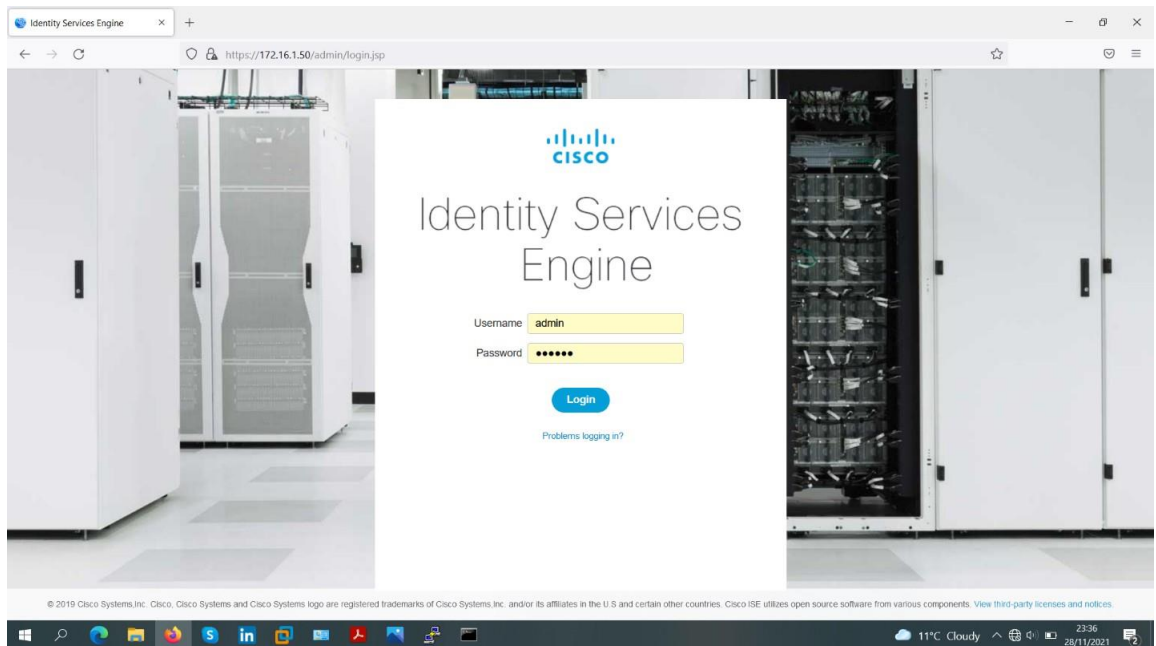 Identity Services Engine
https://172.16.1.50/admin/login.jsp
CISCO
Identity Services
Engine
Username admin
Password ••••••
Login
Problems logging in?
© 2019 Cisco Systems,Inc. Cisco, Cisco Systems and Cisco Systems logo are registered trademarks of Cisco Systems,Inc. and/or its affiliates in the U.S and certain other countries. Cisco ISE utilizes open source software from various components. View third-party licenses and notices.
11°C Cloudy
23:36
28/11/2021
2